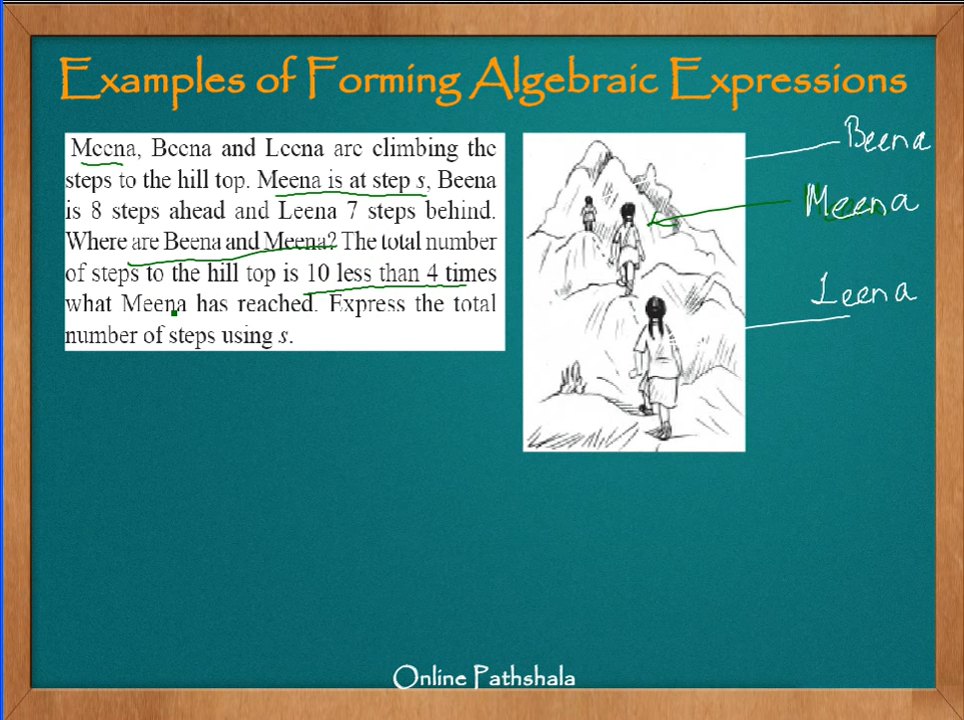 Examples of Forming Algebraic Expressions
Meena, Beena and Leena are climbing the
steps to the hill top. Meena is at step s, Beena
is 8 steps ahead and Leena 7 steps behind.
Where are Beena and Meena? The total number
of steps to the hill top is 10 less than 4 times
what Meena has reached. Express the total
number of steps using s.
Beena
Meena
Leena
Online Pathshala